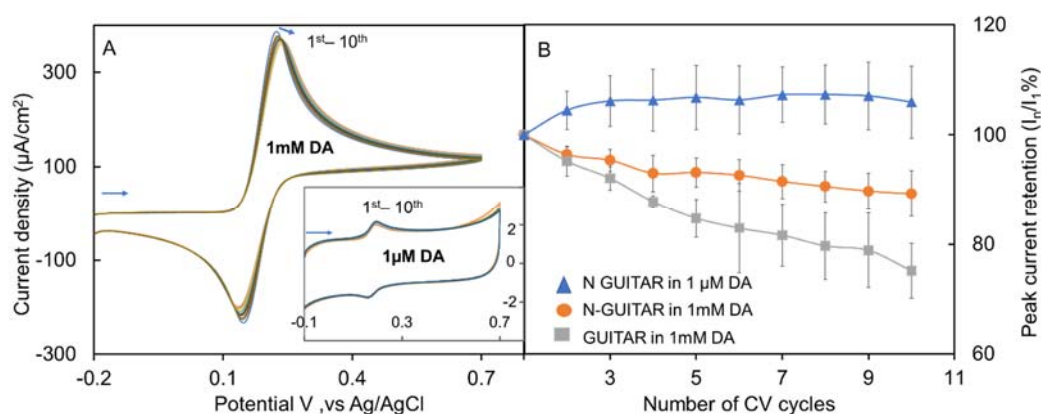 A
1st– 10th
1mM DA
300
100
-100
-300
Current density (µA/cm2)
-0.2
0.1
0.4
0.7
Potential V ,vs Ag/AgCl
1st– 10th
1µM DA
2
0
-2
-0.1
0.3
0.7
B
120
100
80
60
Peak current retention (In/I1%)
N GUITAR in 1 µM DA
N-GUITAR in 1mM DA
GUITAR in 1mM DA
3
5
7
9
11
Number of CV cycles